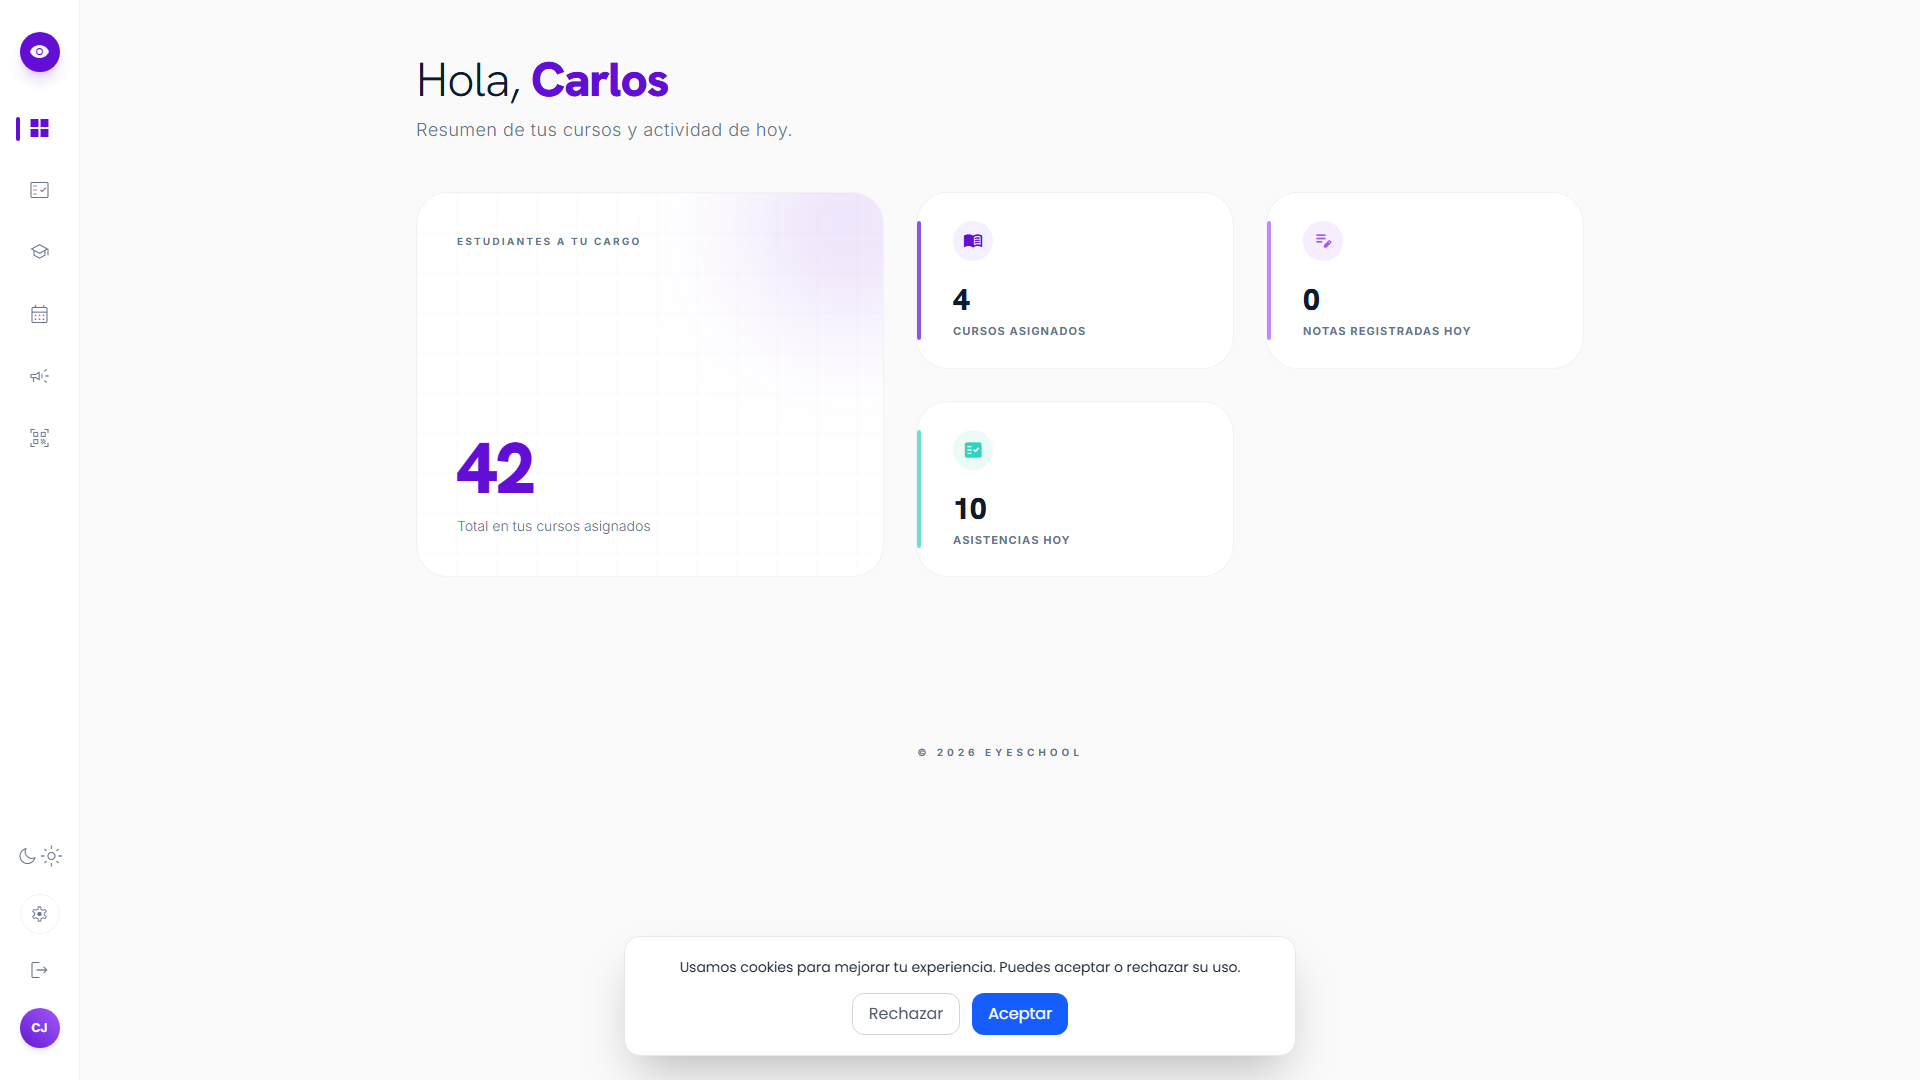 Hola, Carlos
Resumen de tus cursos y actividad de hoy.
ESTUDIANTES A TU CARGO
42
Total en tus cursos asignados
4
CURSOS ASIGNADOS
0
NOTAS REGISTRADAS HOY
10
ASISTENCIAS HOY
© 2026 EYESCHOOL
CJ
Usamos cookies para mejorar tu experiencia. Puedes aceptar o rechazar su uso.
Rechazar
Aceptar